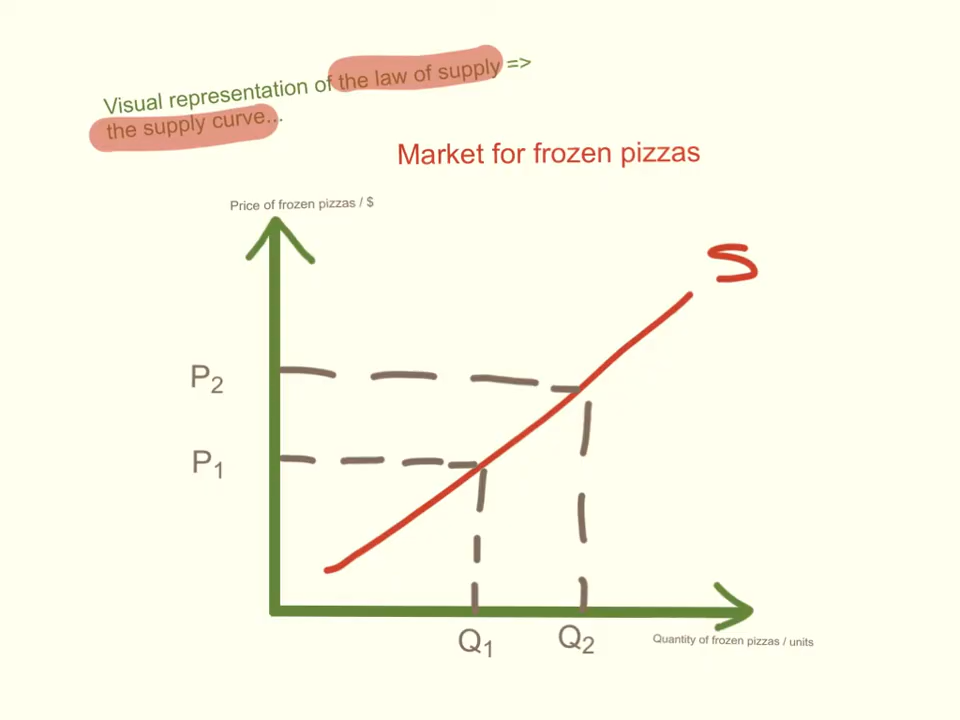 Visual representation of the law of supply =>
the supply curve...
Market for frozen pizzas
Price of frozen pizzas / $
S
P₂
P₁
Q₁ Q₂
Quantity of frozen pizzas / units